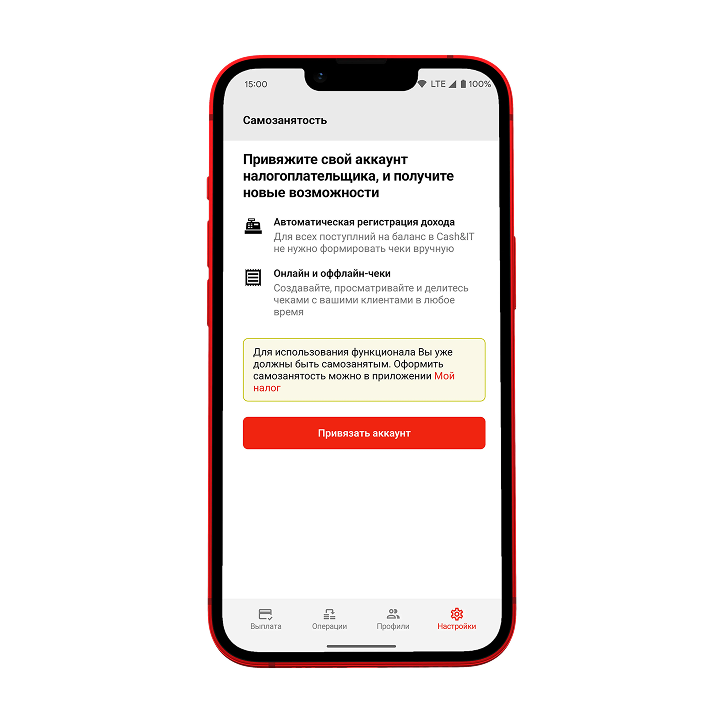 15:00
LTE
100%
Самозанятость
Привяжите свой аккаунт
налогоплательщика, и получите
новые возможности
Автоматическая регистрация дохода
Для всех поступлний на баланс в Cash&IT
не нужно формировать чеки вручную
Онлайн и оффлайн-чеки
Создавайте, просматривайте и делитесь
чеками с вашими клиентами в любое
время
Для использования функционала Вы уже
должны быть самозанятым. Оформить
самозанятость можно в приложении Мой
налог
Привязать аккаунт
Выплата
Операции
Профили
Настройки